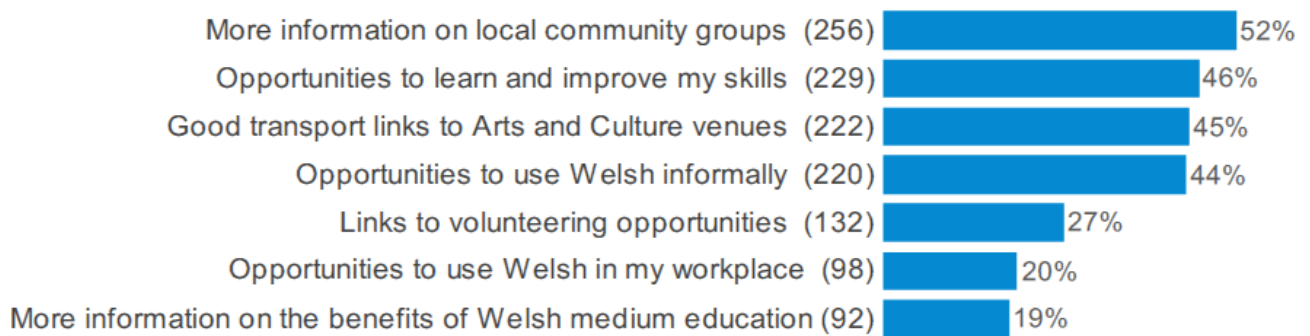 More information on local community groups (256) 52%
Opportunities to learn and improve my skills (229) 46%
Good transport links to Arts and Culture venues (222) 45%
Opportunities to use Welsh informally (220) 44%
Links to volunteering opportunities (132) 27%
Opportunities to use Welsh in my workplace (98) 20%
More information on the benefits of Welsh medium education (92) 19%